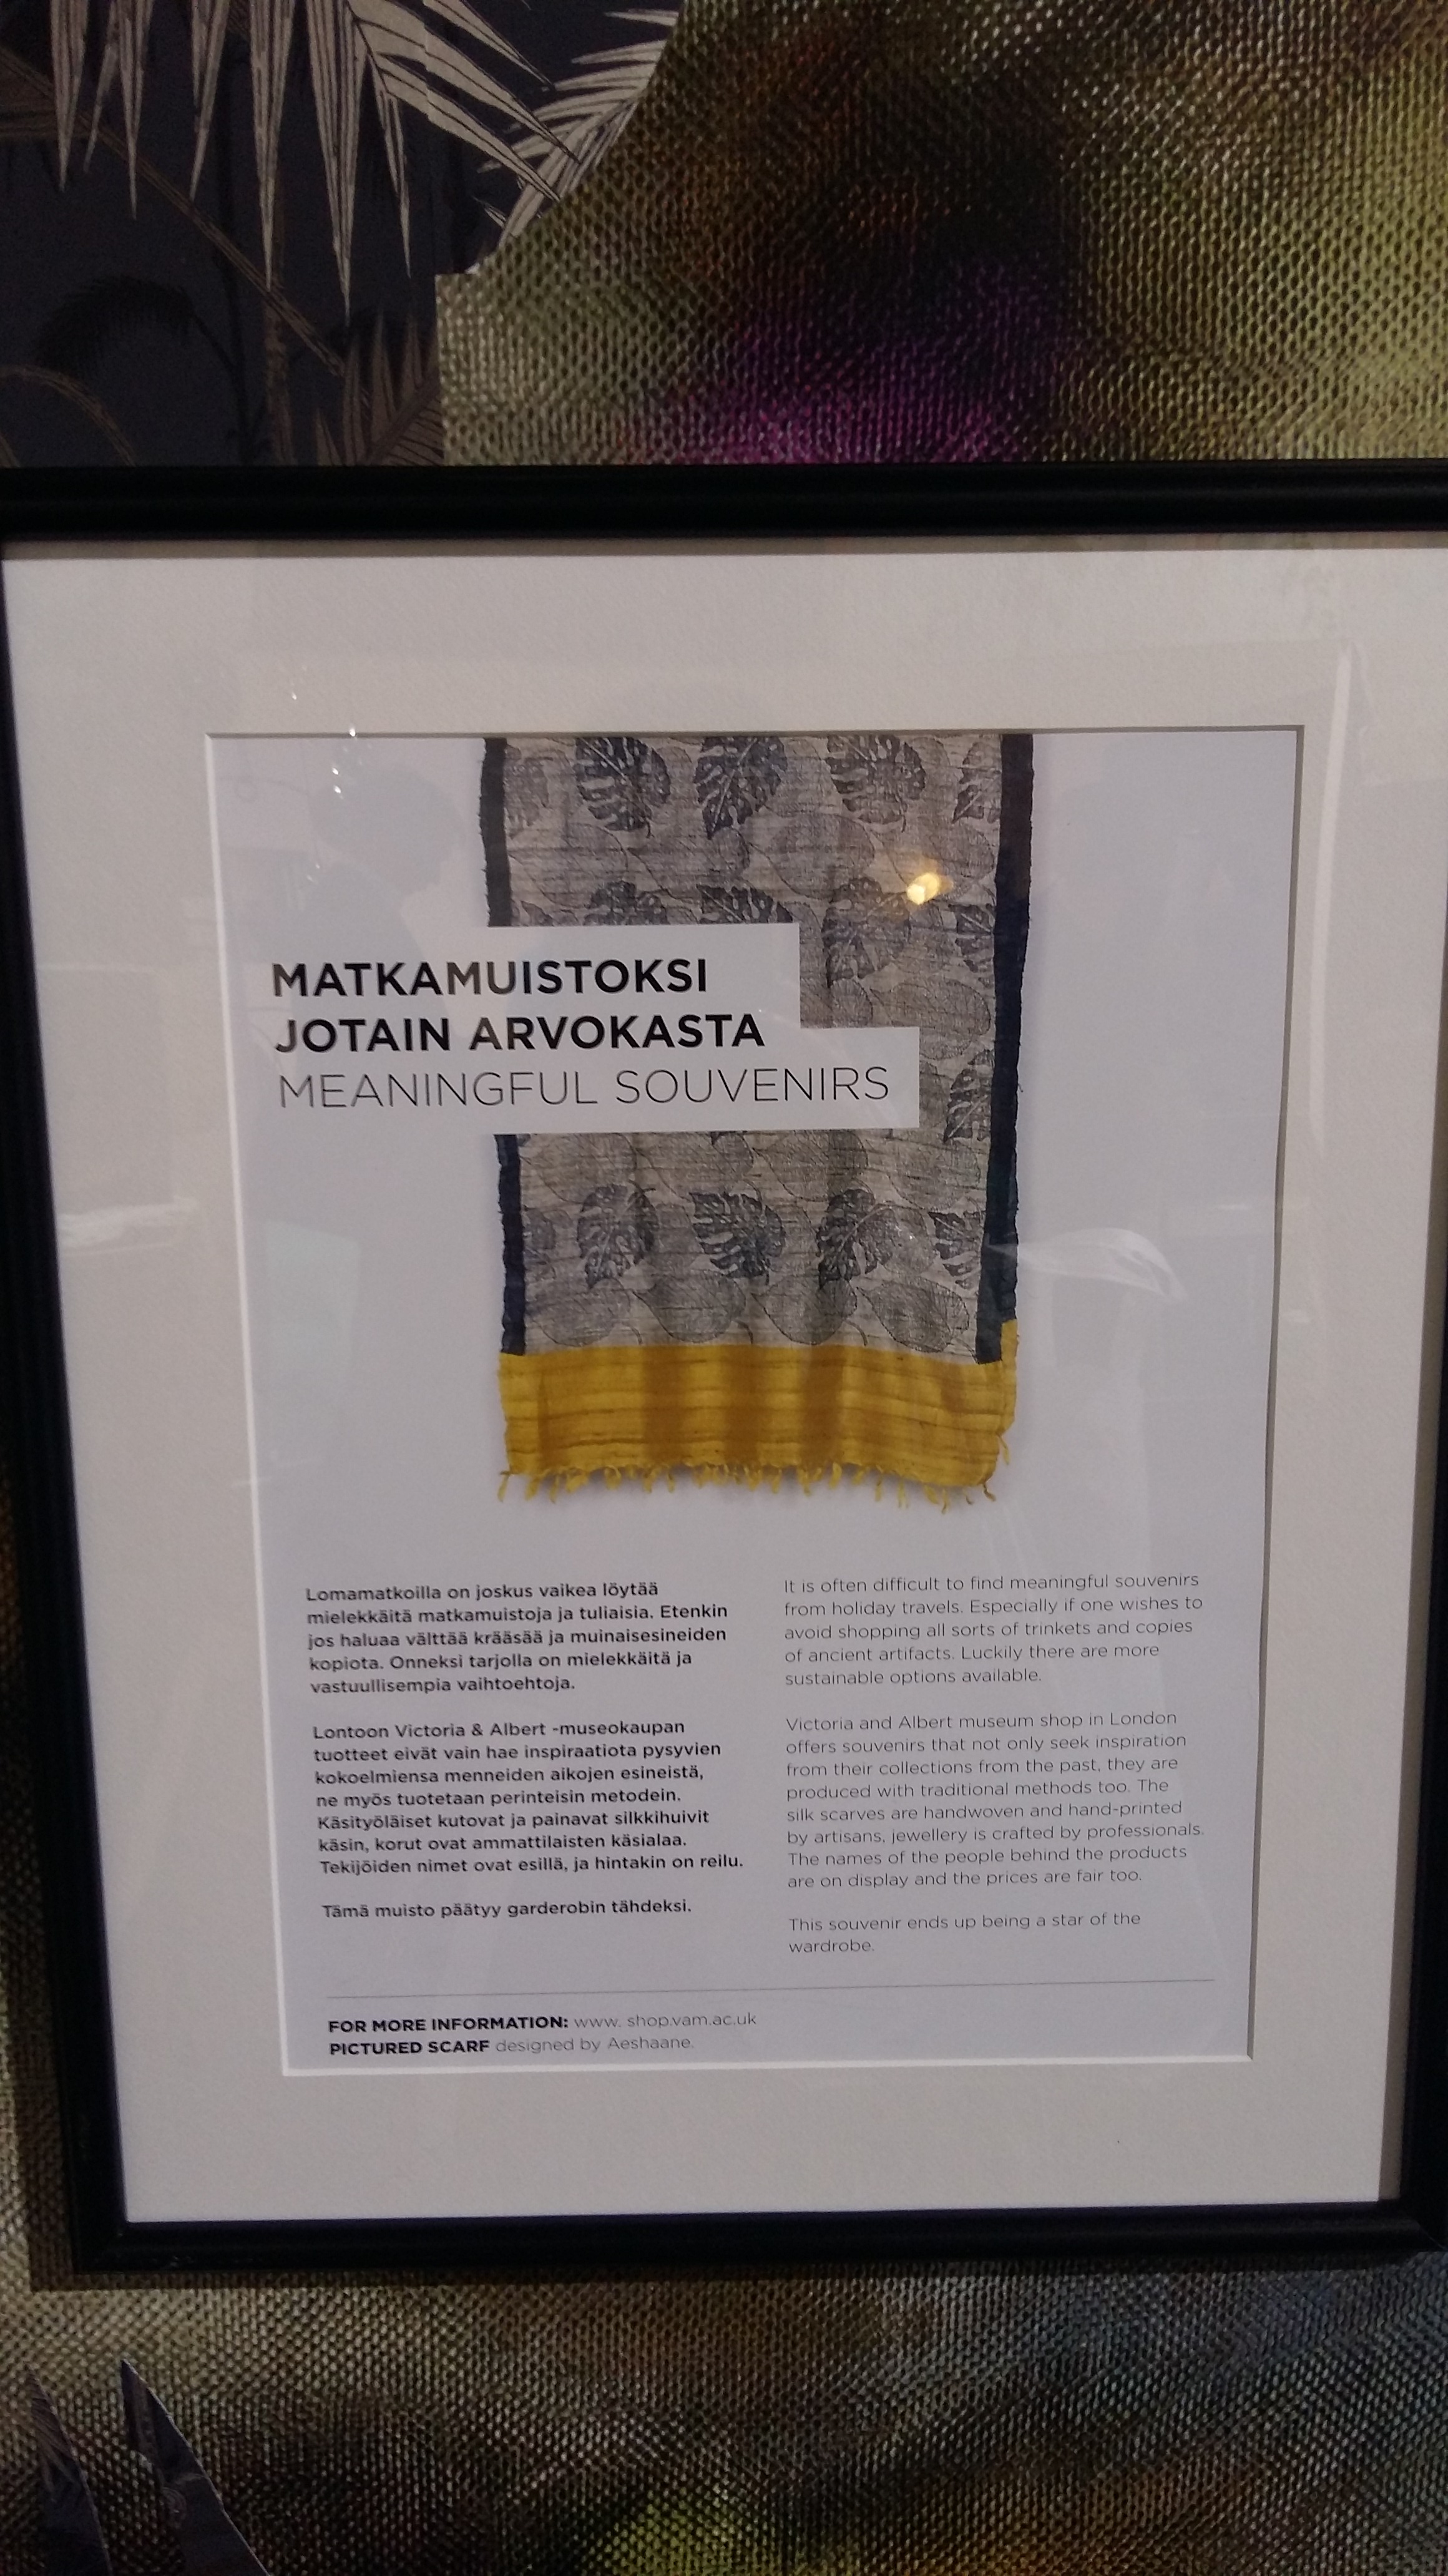 MATKAMUISTOKSI
JOTAIN ARVOKASTA
MEANINGFUL SOUVENIRS
Lomamatkoilla on joskus vaikea löytää
mielekkäitä matkamuistoja ja tuliaisia. Etenkin
jos haluaa välttää krääsää ja muinaisesineiden
kopiota. Onneksi tarjolla on mielekkäitä ja
vastuullisempia vaihtoehtoja.
Lontoon Victoria & Albert -museokaupan
tuotteet eivät vain hae inspiraatiota pysyvien
kokoelmiensa menneiden aikojen esineistä,
ne myös tuotetaan perinteisin metodein.
Käsityöläiset kutovat ja painavat silkkihuivit
käsin, korut ovat ammattilaisten käsialaa.
Tekijöiden nimet ovat esillä, ja hintakin on reilu.
Tämä muisto päätyy garderobin tähdeksi.
It is often difficult to find meaningful souvenirs
from holiday travels. Especially if one wishes to
avoid shopping all sorts of trinkets and copies
of ancient artifacts. Luckily there are more
sustainable options available.
Victoria and Albert museum shop in London
offers souvenirs that not only seek inspiration
from their collections from the past, they are
produced with traditional methods too. The
silk scarves are handwoven and hand-printed
by artisans, jewellery is crafted by professionals.
The names of the people behind the products
are on display and the prices are fair too.
This souvenir ends up being a star of the
wardrobe.
FOR MORE INFORMATION: www. shop.vam.ac.uk
PICTURED SCARF designed by Aeshaane.